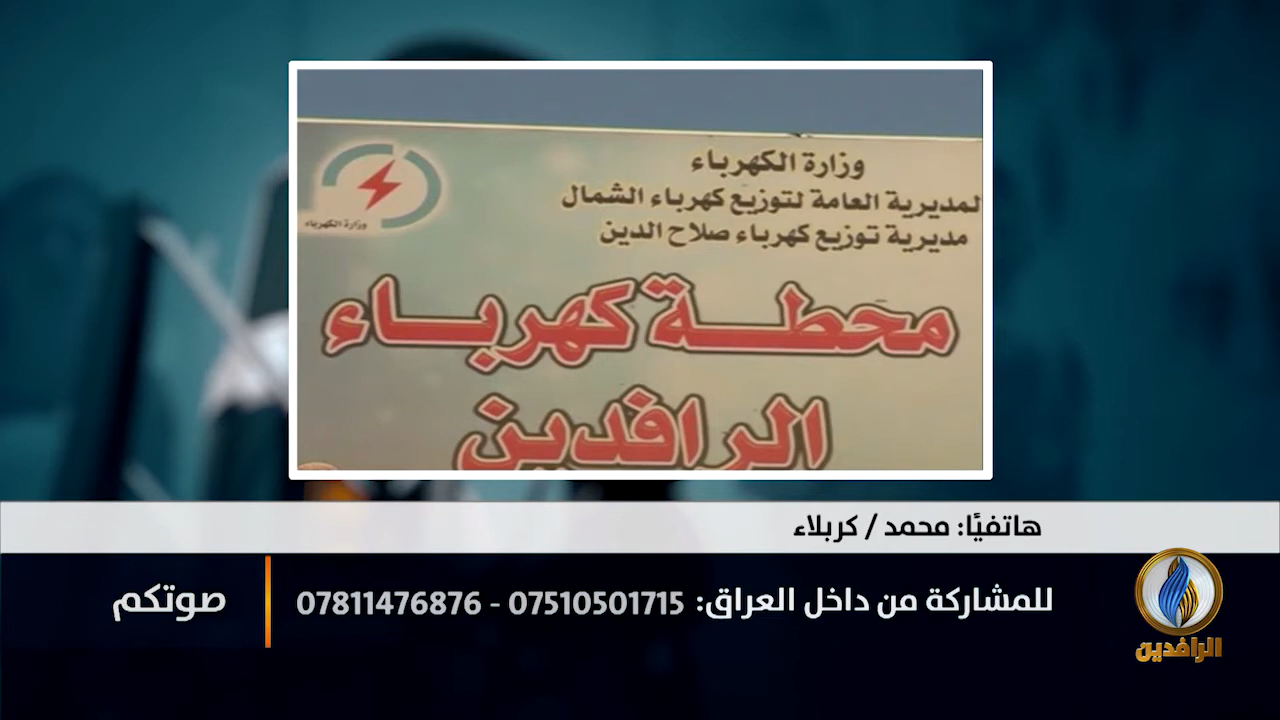 وزارة الكهرباء
لمديرية العامة لتوزيع كهرباء الشمال
مديرية توزيع كهرباء صلاح الدين
وزارة الكهرباء
محطة كهرباء
الرافدين
هاتفيًا: محمد / كربلاء
للمشاركة من داخل العراق: 07510501715 - 07811476876
صوتكم
الرافدين